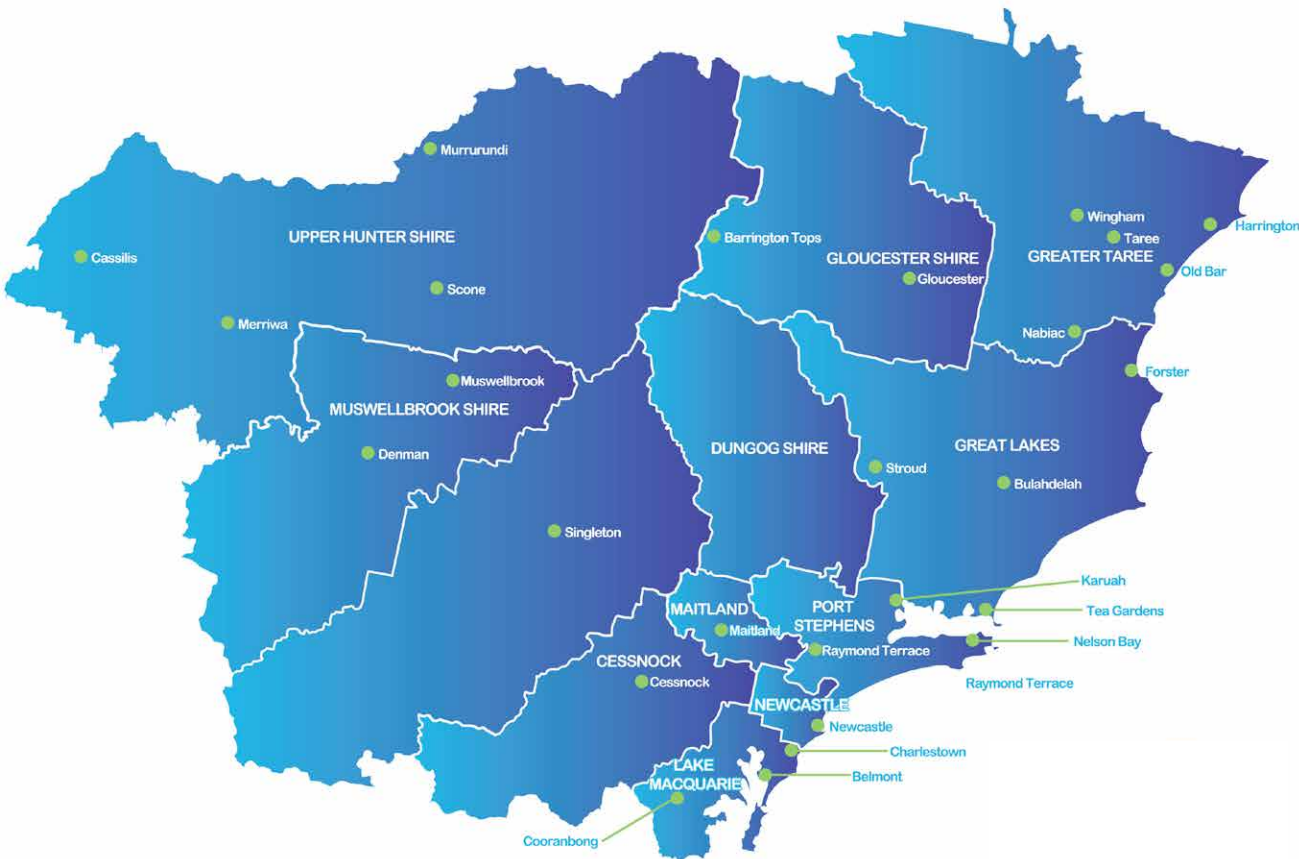 Murrurundi
UPPER HUNTER SHIRE
Cassilis
Scone
Merriwa
Barrington Tops
GLOUCESTER SHIRE
Gloucester
Wingham
Taree
GREATER TAREE
Harrington
Old Bar
Nabiac
Forster
Muswellbrook
MUSWELLBROOK SHIRE
Denman
DUNGOG SHIRE
GREAT LAKES
Stroud
Bulahdelah
Singleton
Karuah
Tea Gardens
Nelson Bay
MAITLAND
Maitland
PORT
STEPHENS
Raymond Terrace
Raymond Terrace
CESSNOCK
Cessnock
NEWCASTLE
Newcastle
Charlestown
Belmont
LAKE
MACQUARIE
Cooranbong